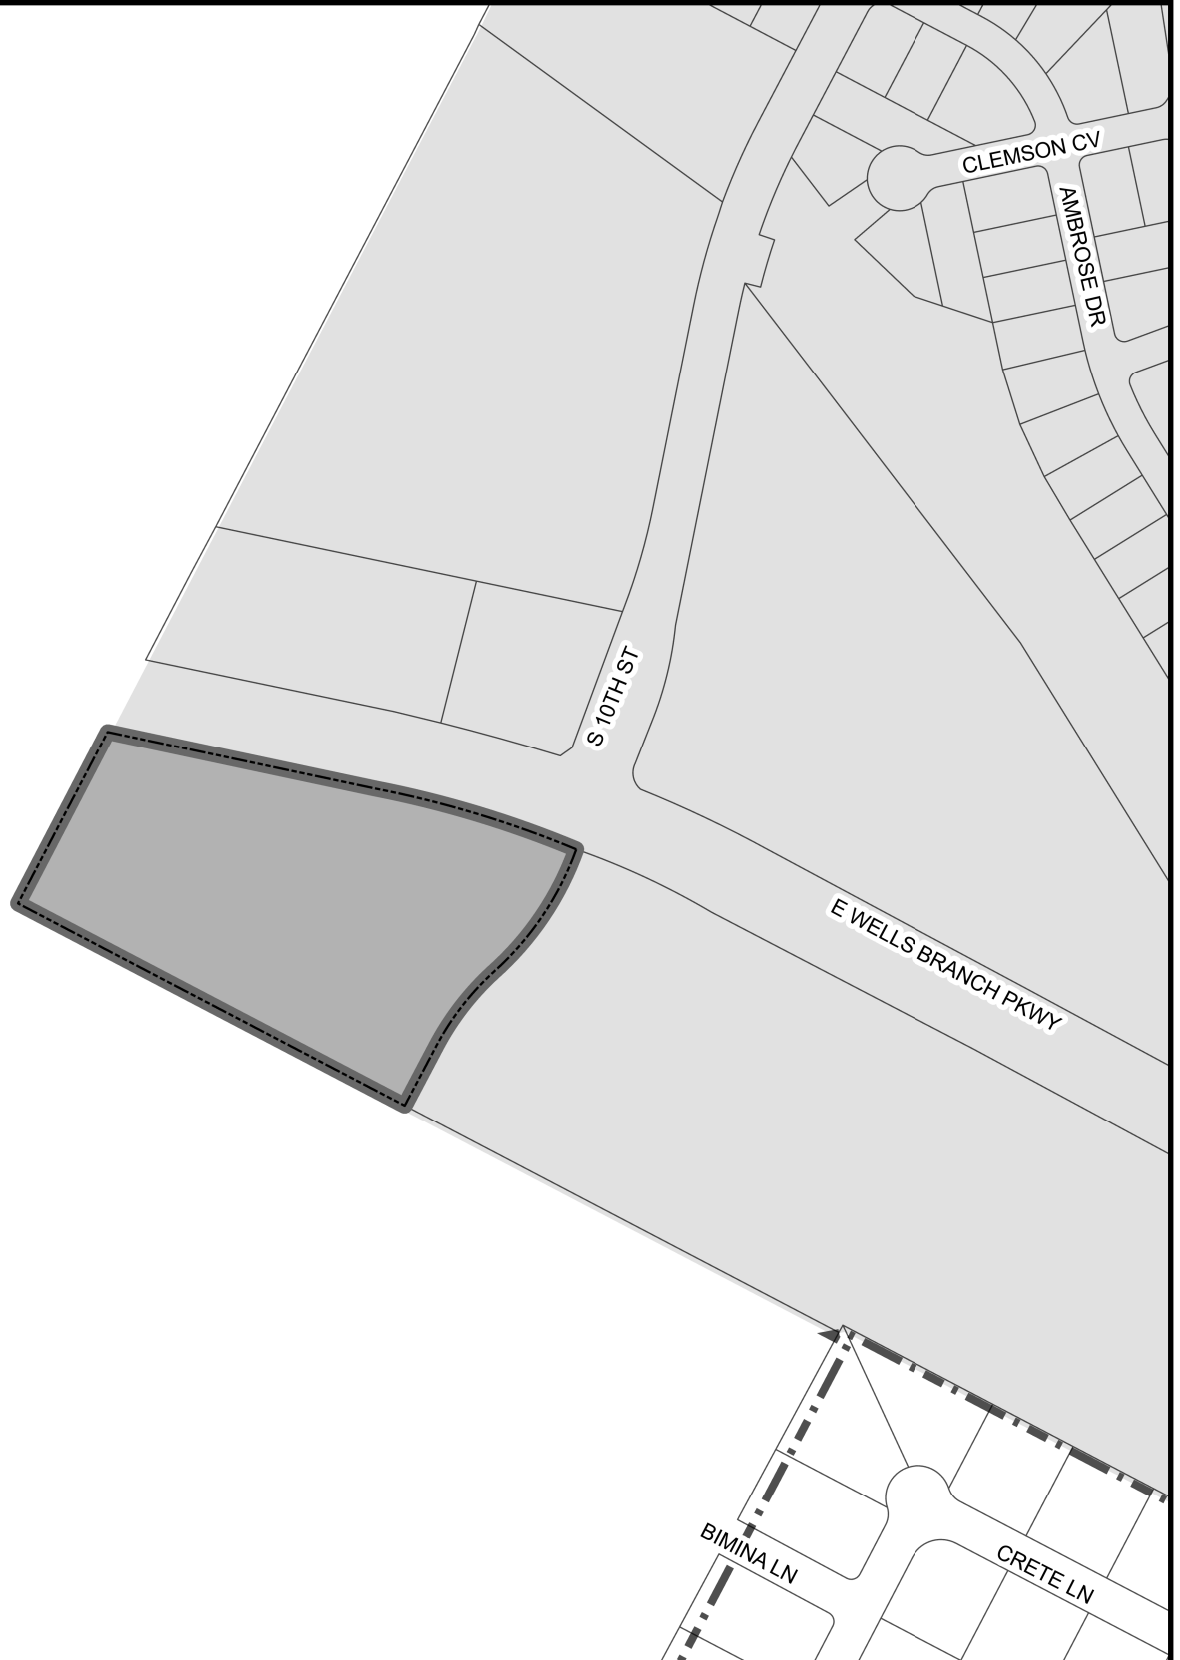 CLEMSON CV
AMBROSE DR
S 10TH ST
E WELLS BRANCH PKWY
BIMINA LN
CRETE LN